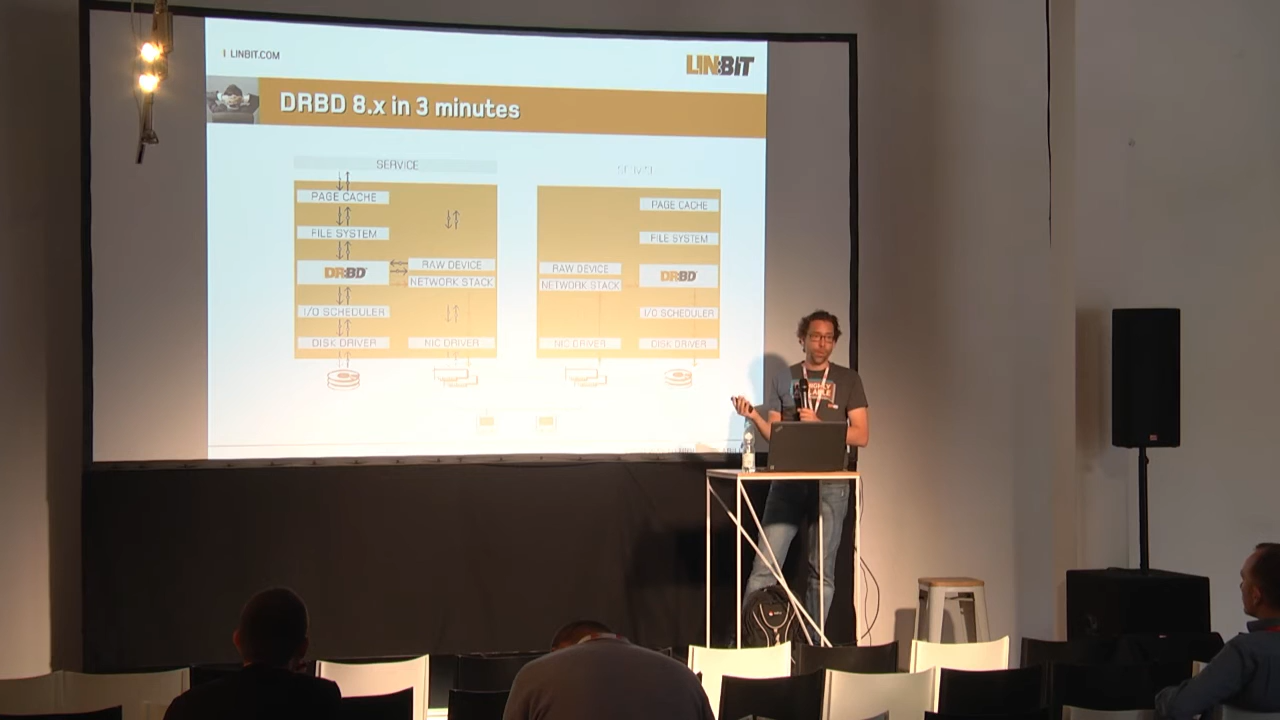 LINBIT.COM
LINBIT
DRBD 8.x in 3 minutes
SERVICE
PAGE CACHE
FILE SYSTEM
DRBD
RAW DEVICE
NETWORK STACK
I/O SCHEDULER
DISK DRIVER
NIC DRIVER
PAGE CACHE
FILE SYSTEM
RAW DEVICE
NETWORK STACK
DRBD
I/O SCHEDULER
NIC DRIVER
DISK DRIVER